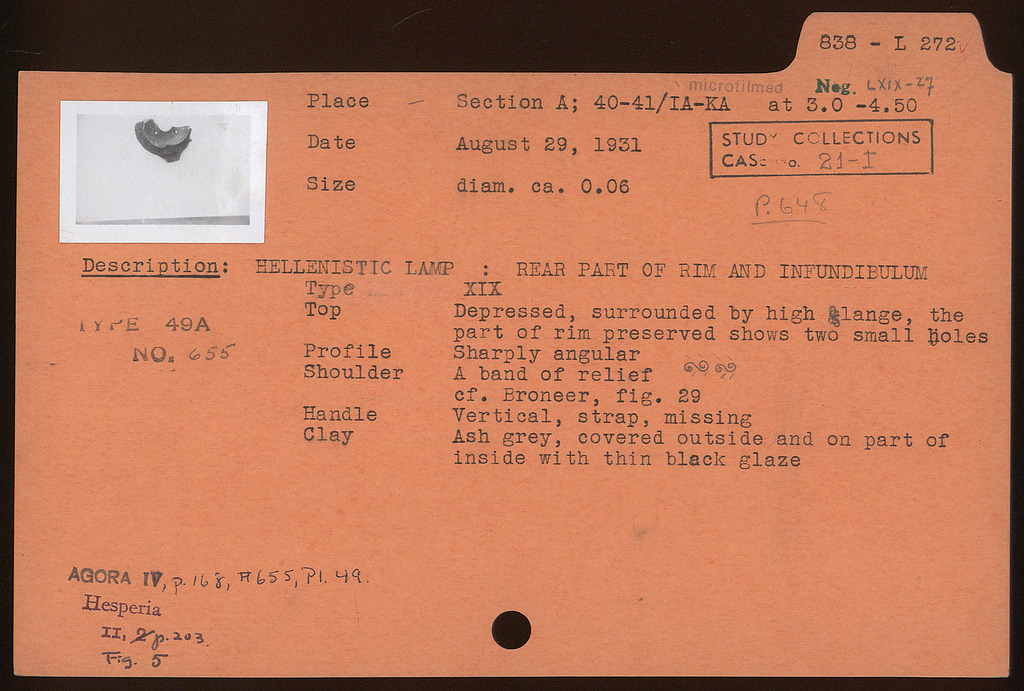 838 - L 272 ✓
microfilmed Neg. LXIX-27
Place — Section A; 40-41/IA-KA at 3.0 -4.50
Date August 29, 1931
STUDY COLLECTIONS
CASE No. 21-I
Size diam. ca. 0.06
P. 648
Description: HELLENISTIC LAMP : REAR PART OF RIM AND INFUNDIBULUM
Type XIX
Top Depressed, surrounded by high flange, the
part of rim preserved shows two small holes
TYPE 49A
NO. 655
Profile Sharply angular
Shoulder A band of relief
cf. Broneer, fig. 29
Handle Vertical, strap, missing
Clay Ash grey, covered outside and on part of
inside with thin black glaze
AGORA IV, p. 168, #655, Pl. 49.
Hesperia
II, 2 p. 203
Fig. 5